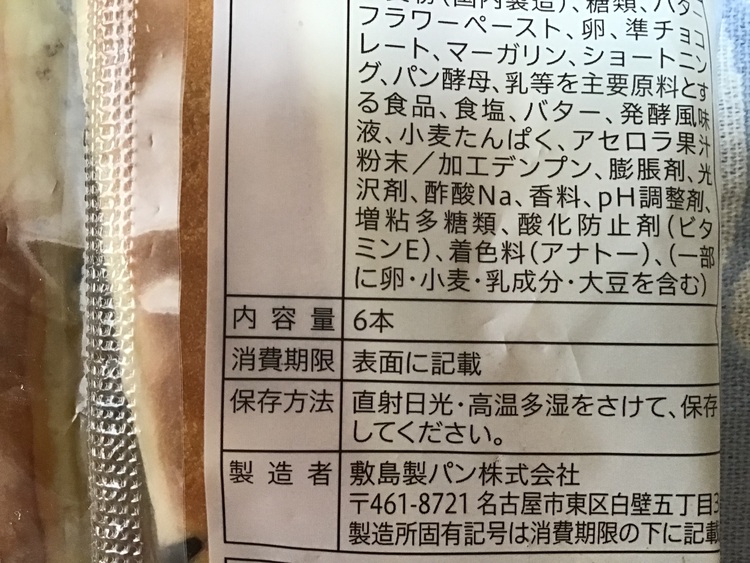 (国内製造)、糖類、バター
フラワーペースト、卵、準チョコ
レート、マーガリン、ショートニン
グ、パン酵母、乳等を主要原料とす
る食品、食塩、バター、発酵風味
液、小麦たんぱく、アセロラ果汁
粉末/加工デンプン、膨脹剤、光
沢剤、酢酸Na、香料、pH調整剤、
増粘多糖類、酸化防止剤(ビタ
ミンE)、着色料(アナトー)、(一部
に卵・小麦・乳成分・大豆を含む)
内容量 6本
消費期限 表面に記載
保存方法 直射日光・高温多湿をさけて、保存
してください。
製造者 敷島製パン株式会社
〒461-8721 名古屋市東区白壁五丁目3
製造所固有記号は消費期限の下に記載